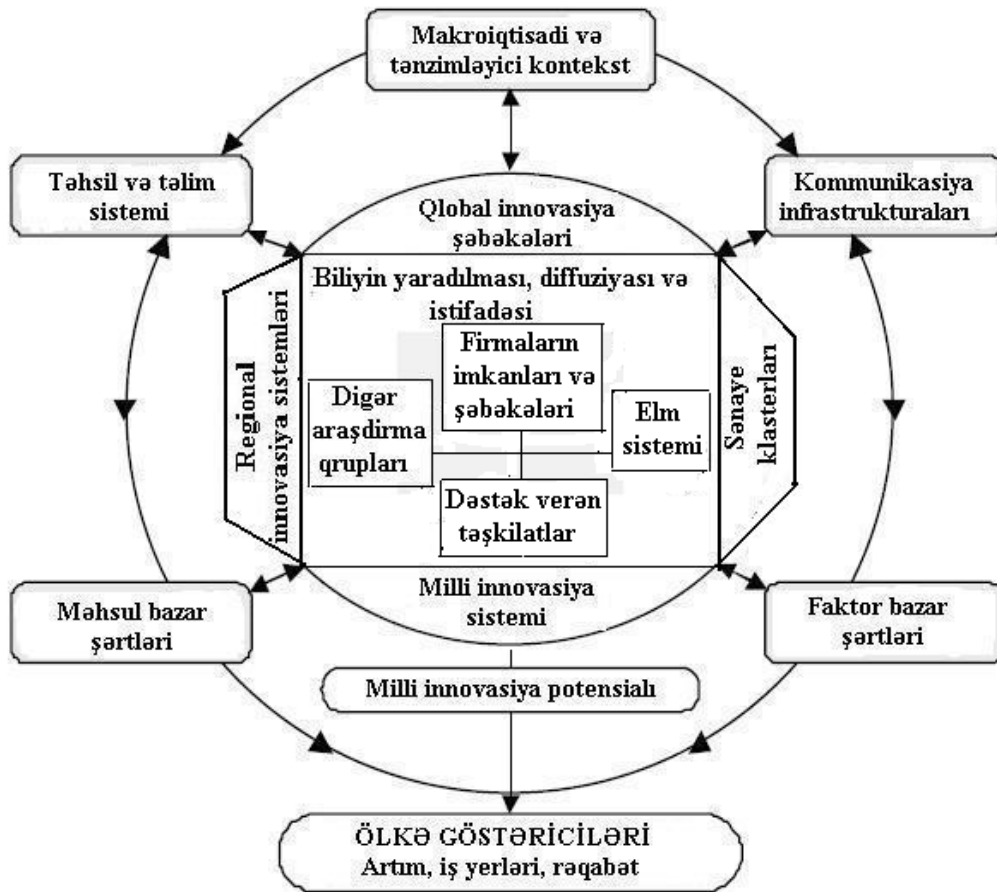 Makroiqtisadi və
tənzimləyici kontekst
Təhsil və təlim
sistemi
Kommunikasiya
infrastrukturaları
Qlobal innovasiya
şəbəkələri
Biliyin yaradılması, diffuziyası və
istifadəsi
Regional
innovasiya sistemləri
Firmaların
imkanları və
şəbəkələri
Digər
araşdirma
qrupları
Elm
sistemi
Dəstək verən
təşkilatlar
Sənaye
klasterları
Milli innovasiya
sistemi
Məhsul bazar
şərtləri
Faktor bazar
şərtləri
Milli innovasiya potensialı
ÖLKƏ GÖSTƏRİCİLƏRİ
Artım, iş yerləri, rəqabət